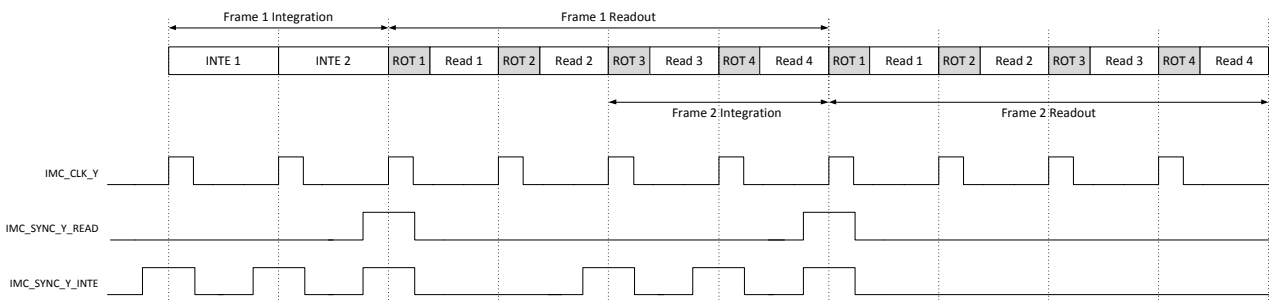 Frame 1 Integration Frame 1 Readout
INTE 1 INTE 2 ROT 1 Read 1 ROT 2 Read 2 ROT 3 Read 3 ROT 4 Read 4 ROT 1 Read 1 ROT 2 Read 2 ROT 3 Read 3 ROT 4 Read 4
Frame 2 Integration Frame 2 Readout
IMC_CLK_Y
IMC_SYNC_Y_READ
IMC_SYNC_Y_INTE